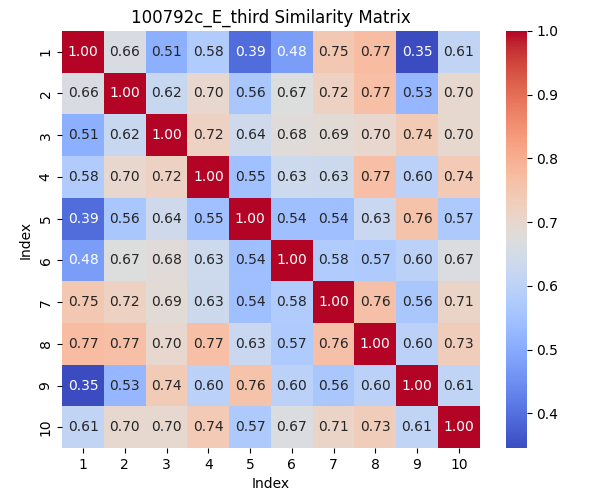 100792c_E_third Similarity Matrix
1 1.00 0.66 0.51 0.58 0.39 0.48 0.75 0.77 0.35 0.61
2 0.66 1.00 0.62 0.70 0.56 0.67 0.72 0.77 0.53 0.70
3 0.51 0.62 1.00 0.72 0.64 0.68 0.69 0.70 0.74 0.70
4 0.58 0.70 0.72 1.00 0.55 0.63 0.63 0.77 0.60 0.74
5 0.39 0.56 0.64 0.55 1.00 0.54 0.54 0.63 0.76 0.57
6 0.48 0.67 0.68 0.63 0.54 1.00 0.58 0.57 0.60 0.67
7 0.75 0.72 0.69 0.63 0.54 0.58 1.00 0.76 0.56 0.71
8 0.77 0.77 0.70 0.77 0.63 0.57 0.76 1.00 0.60 0.73
9 0.35 0.53 0.74 0.60 0.76 0.60 0.56 0.60 1.00 0.61
10 0.61 0.70 0.70 0.74 0.57 0.67 0.71 0.73 0.61 1.00
1 2 3 4 5 6 7 8 9 10
Index
Index
1.0
0.9
0.8
0.7
0.6
0.5
0.4